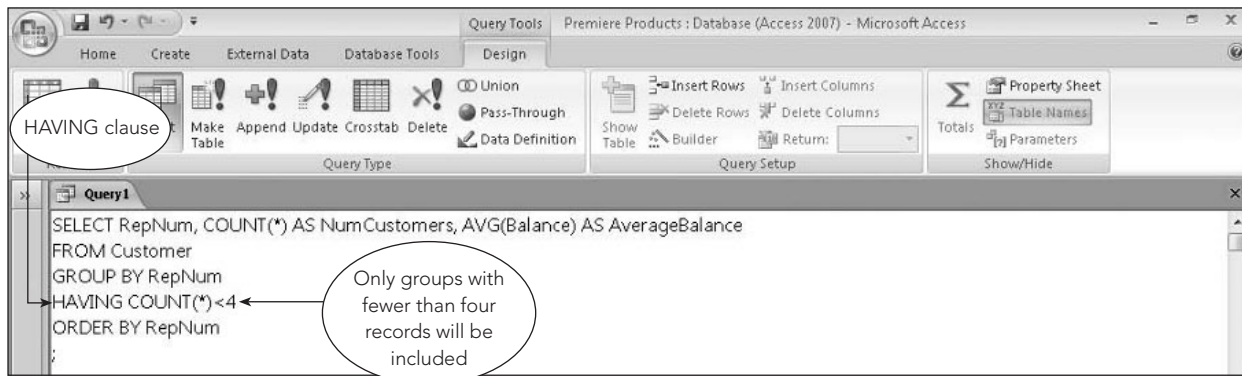 Query Tools
Premiere Products : Database (Access 2007) - Microsoft Access
Home Create External Data Database Tools Design
HAVING clause
Make Table
Append
Update
Crosstab
Delete
Union
Pass-Through
Data Definition
Query Type
Show Table
Insert Rows
Delete Rows
Builder
Insert Columns
Delete Columns
Return:
Query Setup
Totals
Property Sheet
Table Names
Parameters
Show/Hide
Query1
SELECT RepNum, COUNT(*) AS NumCustomers, AVG(Balance) AS AverageBalance
FROM Customer
GROUP BY RepNum
HAVING COUNT(*)<4
ORDER BY RepNum
;
Only groups with
fewer than four
records will be
included